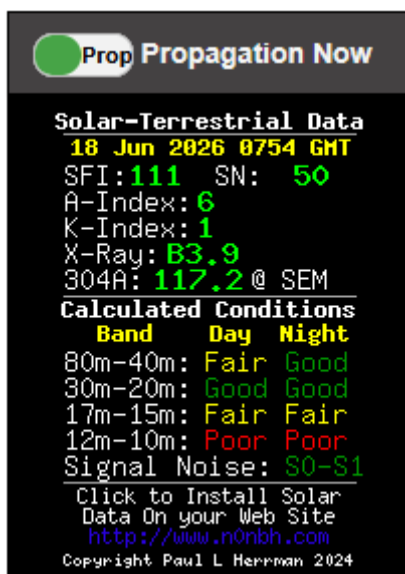 Prop Propagation Now
Solar-Terrestrial Data
18 Jun 2026 0754 GMT
SFI:111 SN: 50
A-Index:6
K-Index:1
X-Ray:B3.9
304A:117.2@ SEM
Calculated Conditions
Band Day Night
80m-40m: Fair Good
30m-20m: Good Good
17m-15m: Fair Fair
12m-10m: Poor Poor
Signal Noise: S0-S1
Click to Install Solar
Data On your Web Site
http://www.n0nbh.com
Copyright Paul L Herrman 2024